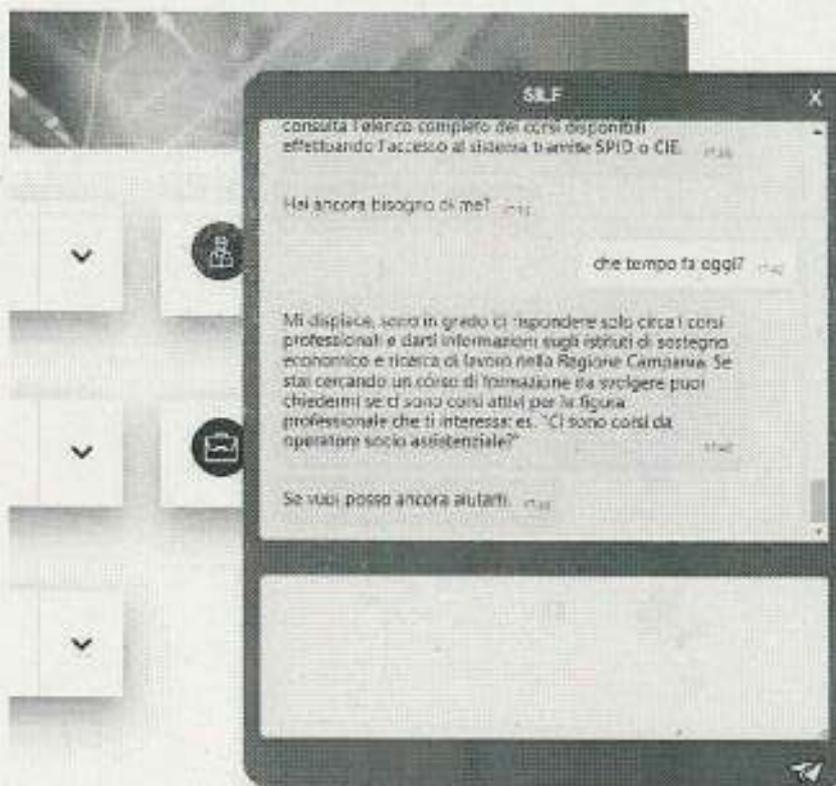 SILF
X
consulta l'elenco completo dei corsi disponibili
effettuando l'accesso al sistema tramite SPID o CIE.
Hai ancora bisogno di me?
che tempo fa oggi?
Mi dispiace, sono in grado di rispondere solo circa i corsi
professionali e darti informazioni sugli istituti di sostegno
economico e ricerca di lavoro nella Regione Campania. Se
stai cercando un corso di formazione da svolgere puoi
chiedermi se ci sono corsi attivi per la figura
professionale che ti interessa: es. "Ci sono corsi da
operatore socio assistenziale?"
Se vuoi posso ancora aiutarti.